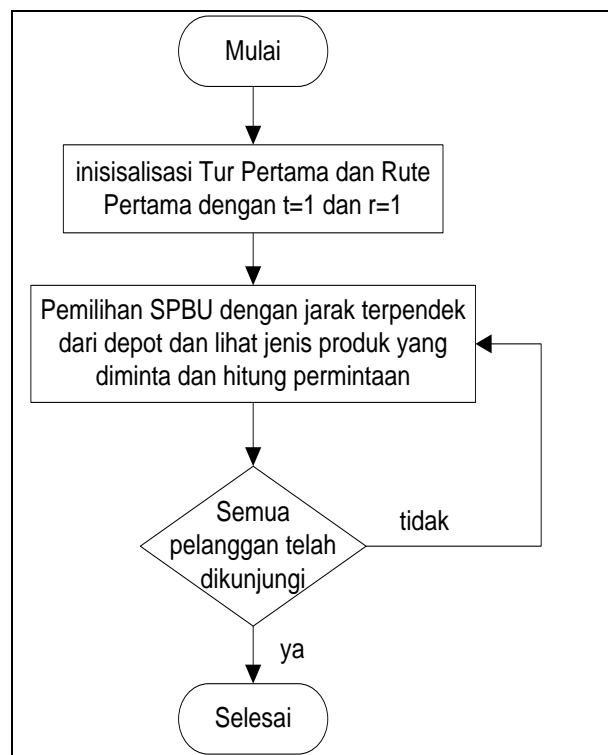 Mulai
inisisalisasi Tur Pertama dan Rute
Pertama dengan t=1 dan r=1
Pemilihan SPBU dengan jarak terpendek
dari depot dan lihat jenis produk yang
diminta dan hitung permintaan
Semua
pelanggan telah
dikunjungi
tidak
ya
Selesai